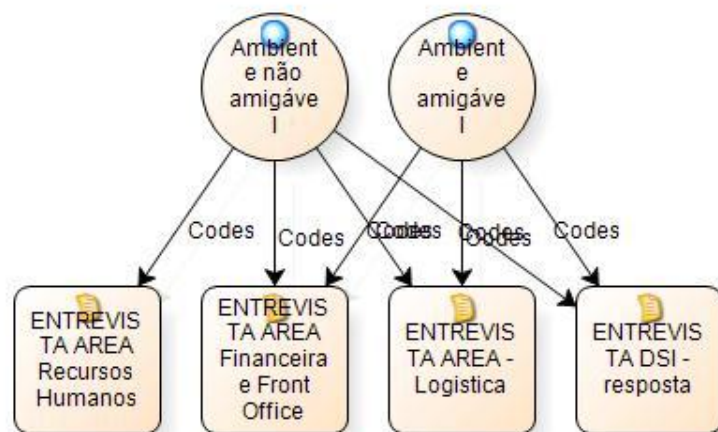 Ambient
e não
amigáve
l
Ambient
e
amigáve
l
Codes
Codes
Codes
Codes
Codes
Codes
Codes
ENTREVIS
TA AREA
Recursos
Humanos
ENTREVIS
TA AREA
Financeira
e Front
Office
ENTREVIS
TA AREA -
Logistica
ENTREVIS
TA DSI -
resposta